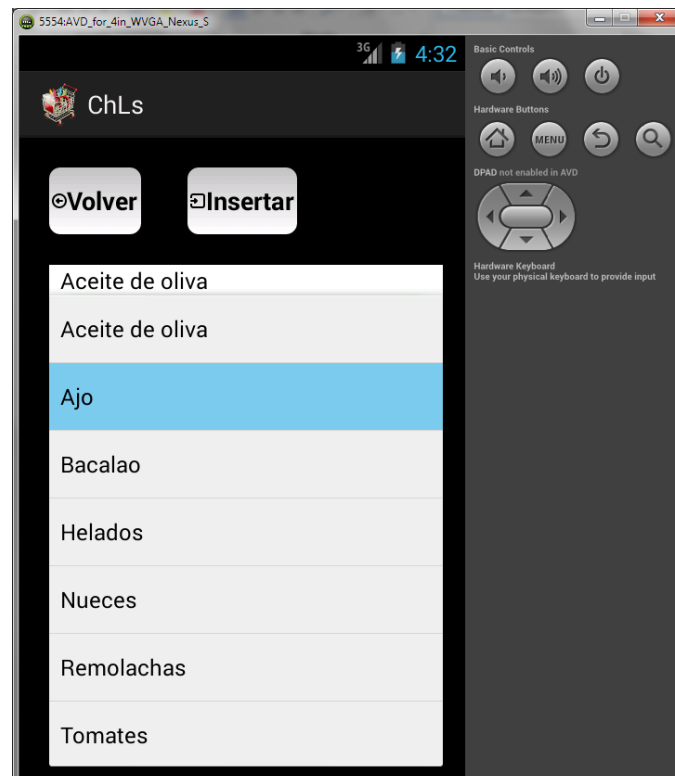 5554:AVD_for_4in_WVGA_Nexus_S
3G 4:32
ChLs
Volver Insertar
Aceite de oliva
Aceite de oliva
Ajo
Bacalao
Helados
Nueces
Remolachas
Tomates
Basic Controls
Hardware Buttons
MENU
DPAD not enabled in AVD
Hardware Keyboard
Use your physical keyboard to provide input